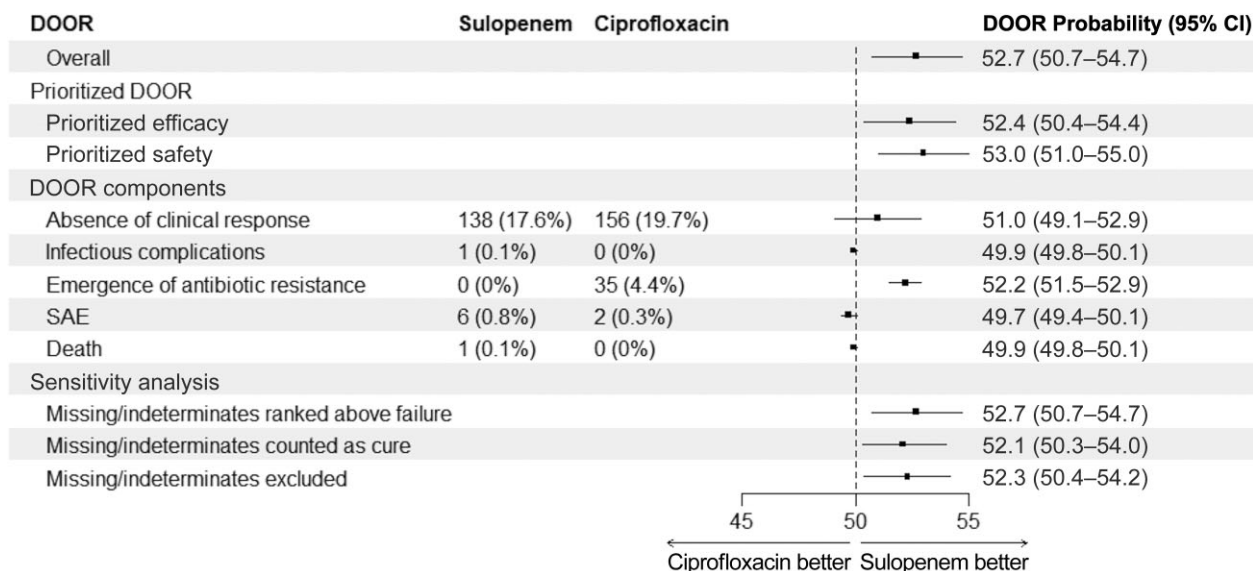 DOOR Sulopenem Ciprofloxacin DOOR Probability (95% CI)
Overall 52.7 (50.7–54.7)
Prioritized DOOR
Prioritized efficacy 52.4 (50.4–54.4)
Prioritized safety 53.0 (51.0–55.0)
DOOR components
Absence of clinical response 138 (17.6%) 156 (19.7%) 51.0 (49.1–52.9)
Infectious complications 1 (0.1%) 0 (0%) 49.9 (49.8–50.1)
Emergence of antibiotic resistance 0 (0%) 35 (4.4%) 52.2 (51.5–52.9)
SAE 6 (0.8%) 2 (0.3%) 49.7 (49.4–50.1)
Death 1 (0.1%) 0 (0%) 49.9 (49.8–50.1)
Sensitivity analysis
Missing/indeterminates ranked above failure 52.7 (50.7–54.7)
Missing/indeterminates counted as cure 52.1 (50.3–54.0)
Missing/indeterminates excluded 52.3 (50.4–54.2)
45 50 55
Ciprofloxacin better Sulopenem better